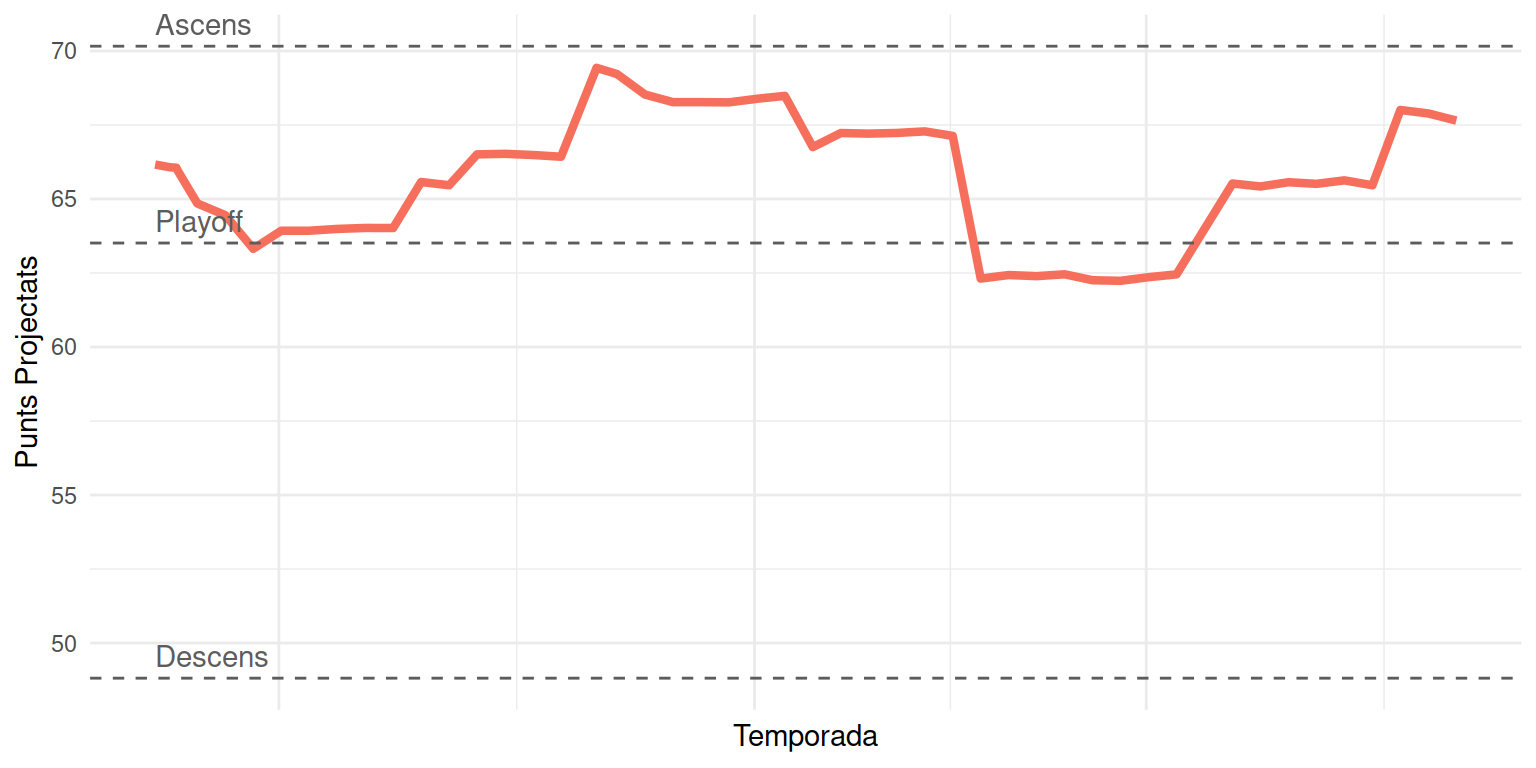 Ascens
70
65
Playoff
60
55
50
Descens
Punts Projectats
Temporada